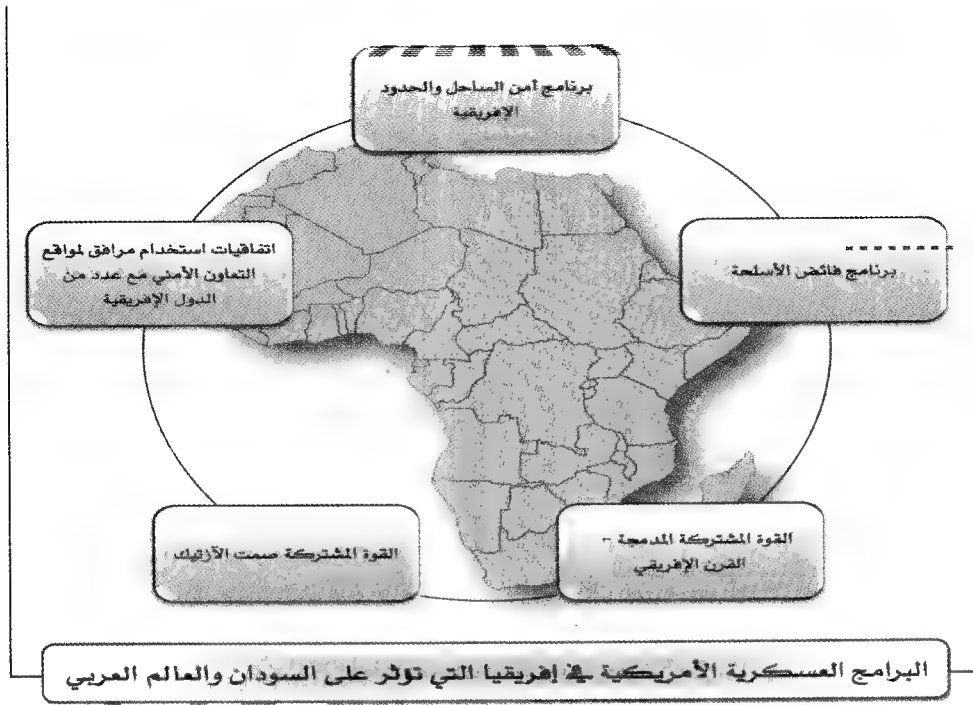 برنامج أمن الساحل والحدود
الإفريقية
برنامج فائض الأسلحة
اتفاقيات استخدام مرافق لمواقع
التعاون الأمني مع عدد من
الدول الإفريقية
القوة المشتركة المدمجة -
القرن الإفريقي
القوة المشتركة صمت الآزتيك
البرامج العسكرية الأمريكية في إفريقيا التي تؤثر على السودان والعالم العربي